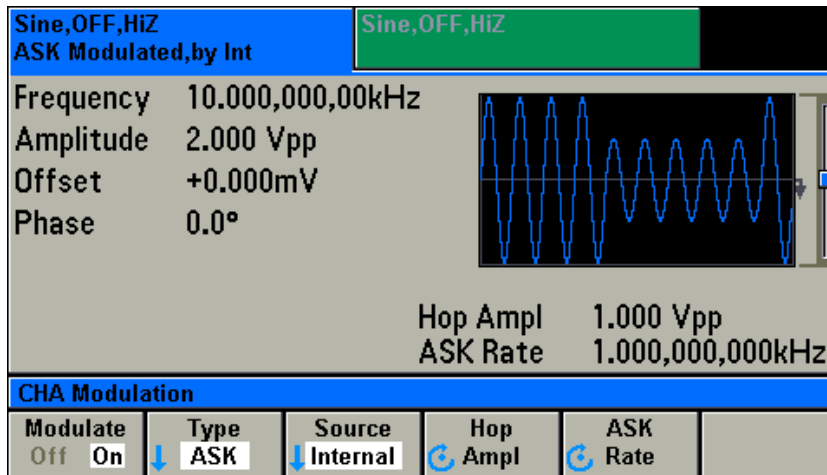 Sine,OFF,HiZ
ASK Modulated,by Int
Sine,OFF,HiZ
Frequency 10.000,000,00kHz
Amplitude 2.000 Vpp
Offset +0.000mV
Phase 0.0°
Hop Ampl 1.000 Vpp
ASK Rate 1.000,000,000kHz
CHA Modulation
Modulate Off On
Type ASK
Source Internal
Hop Ampl
ASK Rate